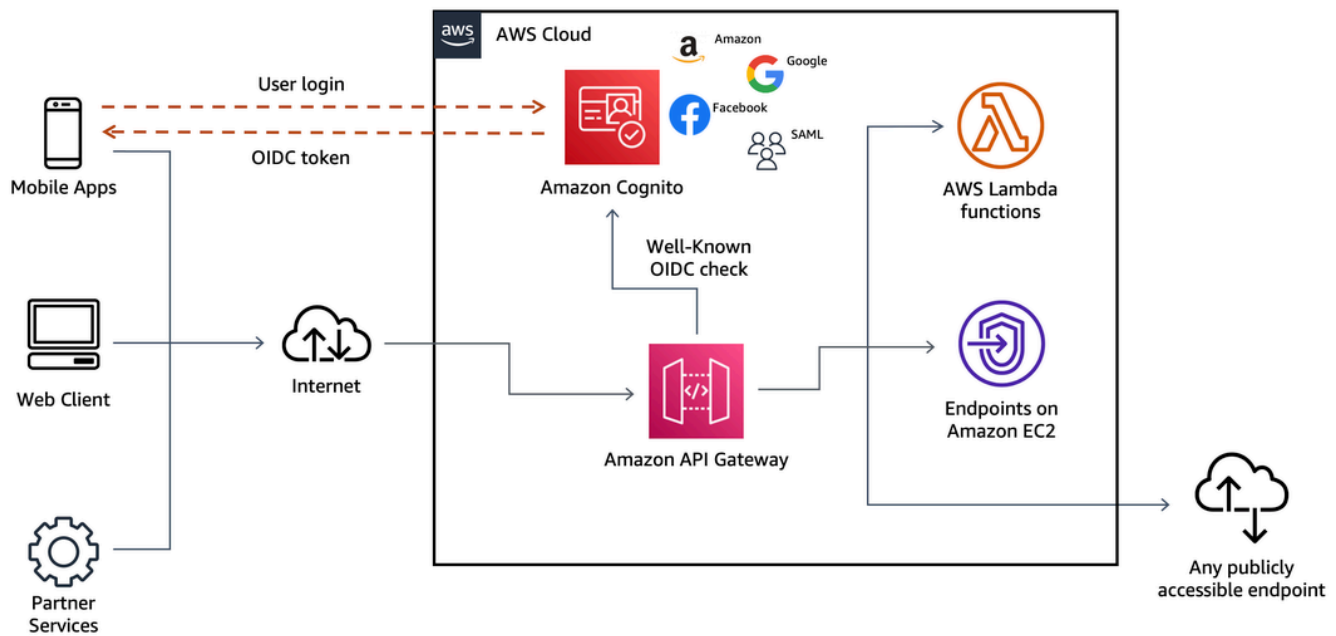 aws
AWS Cloud
Amazon
Google
Facebook
SAML
User login
OIDC token
Mobile Apps
Amazon Cognito
AWS Lambda
functions
Well-Known
OIDC check
Web Client
Internet
</>
Amazon API Gateway
Endpoints on
Amazon EC2
Partner
Services
Any publicly
accessible endpoint